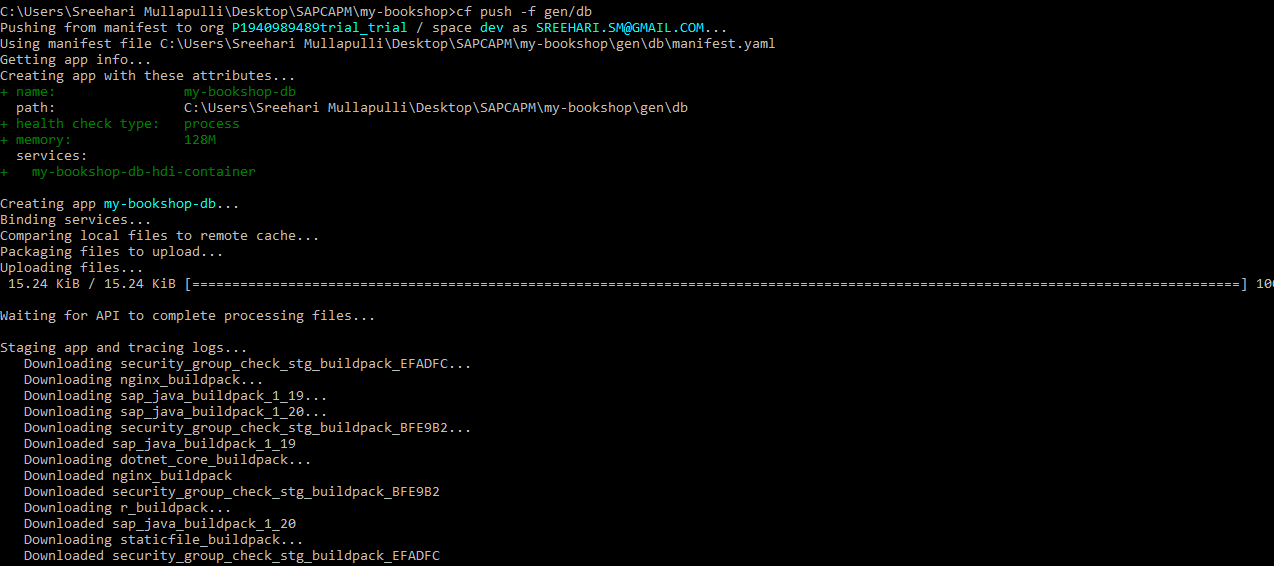 C:\Users\Sreehari Mullapulli\Desktop\SAPCAPM\my-bookshop>cf push -f gen/db
Pushing from manifest to org P1940989489trial_trial / space dev as SREEHARI.SM@GMAIL.COM...
Using manifest file C:\Users\Sreehari Mullapulli\Desktop\SAPCAPM\my-bookshop\gen\db\manifest.yaml
Getting app info...
Creating app with these attributes...
+ name: my-bookshop-db
path: C:\Users\Sreehari Mullapulli\Desktop\SAPCAPM\my-bookshop\gen\db
+ health check type: process
+ memory: 128M
services:
+ my-bookshop-db-hdi-container
Creating app my-bookshop-db...
Binding services...
Comparing local files to remote cache...
Packaging files to upload...
Uploading files...
15.24 KiB / 15.24 KiB [===================================================================================================================================] 100
Waiting for API to complete processing files...
Staging app and tracing logs...
Downloading security_group_check_stg_buildpack_EFADFC...
Downloading nginx_buildpack...
Downloading sap_java_buildpack_1_19...
Downloading sap_java_buildpack_1_20...
Downloading security_group_check_stg_buildpack_BFE9B2...
Downloaded sap_java_buildpack_1_19
Downloading dotnet_core_buildpack...
Downloaded nginx_buildpack
Downloaded security_group_check_stg_buildpack_BFE9B2
Downloading r_buildpack...
Downloaded sap_java_buildpack_1_20
Downloading staticfile_buildpack...
Downloaded security_group_check_stg_buildpack_EFADFC